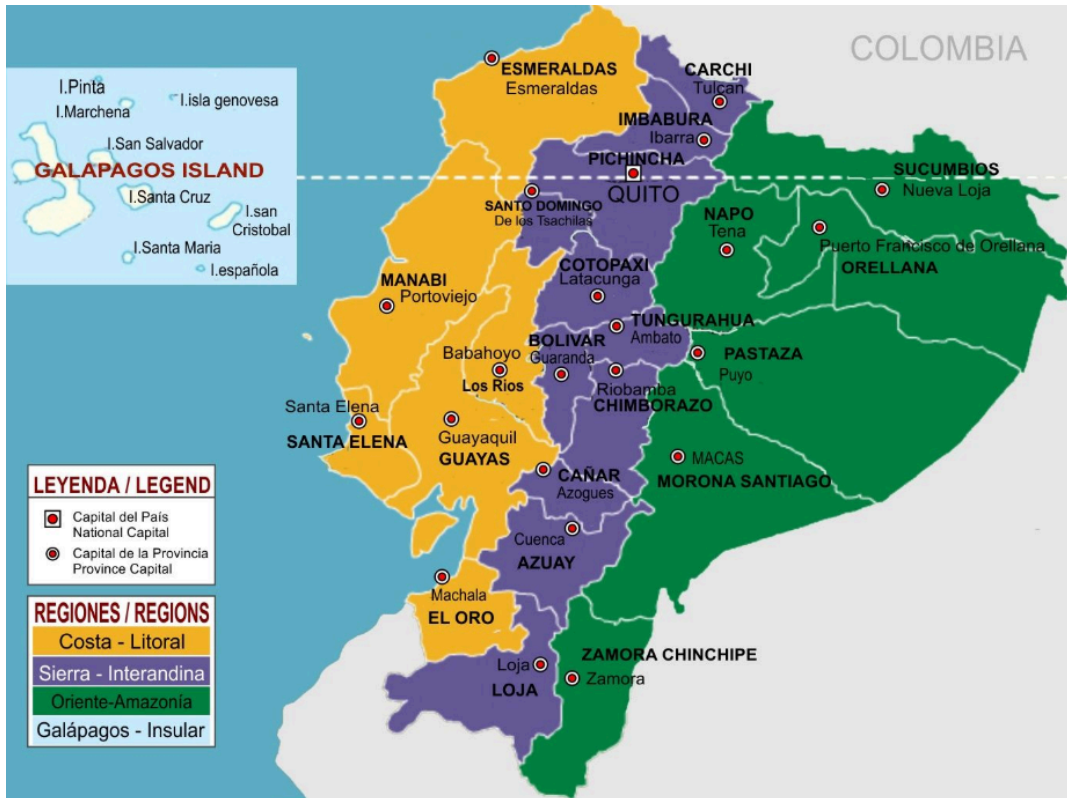 COLOMBIA
I.Pinta
I.Marchena
I.isla genovesa
I.San Salvador
GALAPAGOS ISLAND
I.Santa Cruz
I.san
Cristobal
I.Santa Maria
I.española
ESMERALDAS
Esmeraldas
CARCHI
Tulcan
IMBABURA
Ibarra
PICHINCHA
QUITO
SANTO DOMINGO
De los Tsachilas
SUCUMBIOS
Nueva Loja
NAPO
Tena
Puerto Francisco de Orellana
ORELLANA
MANABI
Portoviejo
COTOPAXI
Latacunga
TUNGURAHUA
Ambato
BOLIVAR
Guaranda
Babahoyo
Los Rios
PASTAZA
Puyo
Riobamba
CHIMBORAZO
Santa Elena
SANTA ELENA
Guayaquil
GUAYAS
MACAS
MORONA SANTIAGO
CAÑAR
Azogues
Cuenca
AZUAY
Machala
EL ORO
ZAMORA CHINCHIPE
Zamora
Loja
LOJA
LEYENDA / LEGEND
Capital del País
National Capital
Capital de la Provincia
Province Capital
REGIONES / REGIONS
Costa - Litoral
Sierra - Interandina
Oriente-Amazonía
Galápagos - Insular